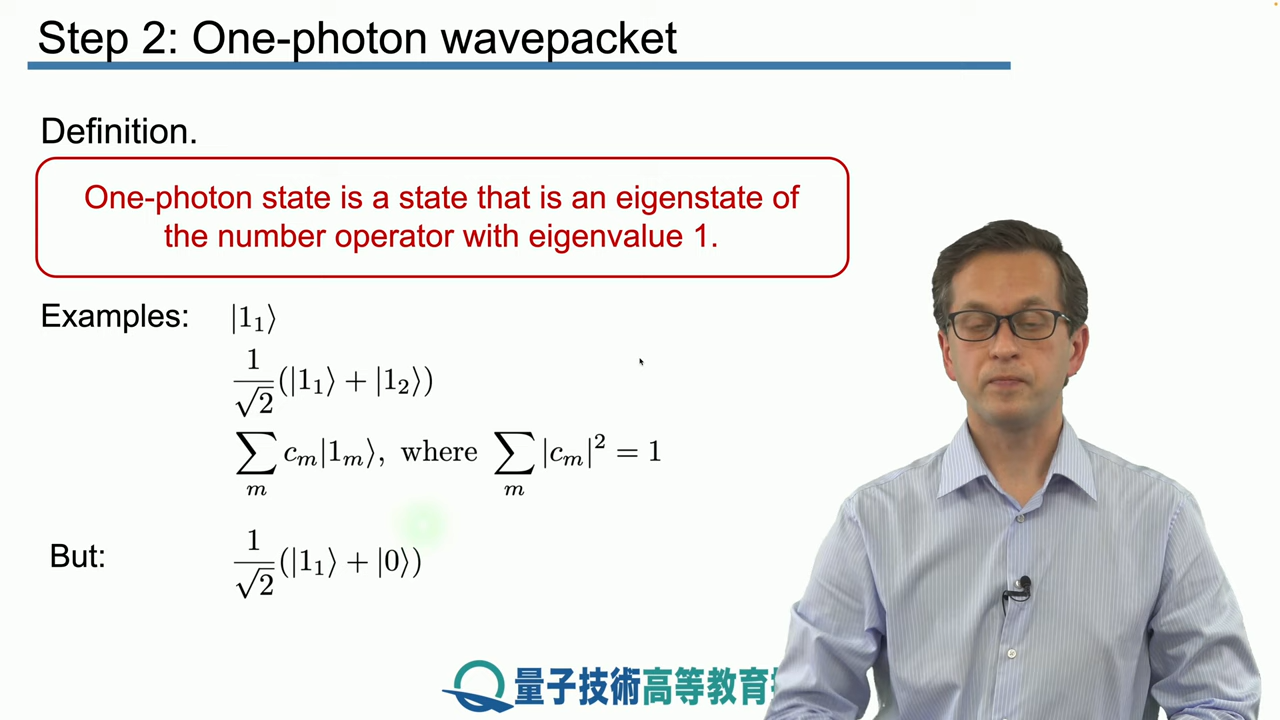 Step 2: One-photon wavepacket
Definition.
One-photon state is a state that is an eigenstate of
the number operator with eigenvalue 1.
Examples: |1₁⟩
1/√2 (|1₁⟩ + |1₂⟩)
∑ₘ cₘ|1ₘ⟩, where ∑ₘ |cₘ|² = 1
But: 1/√2 (|1₁⟩ + |0⟩)
量子技術高等教育